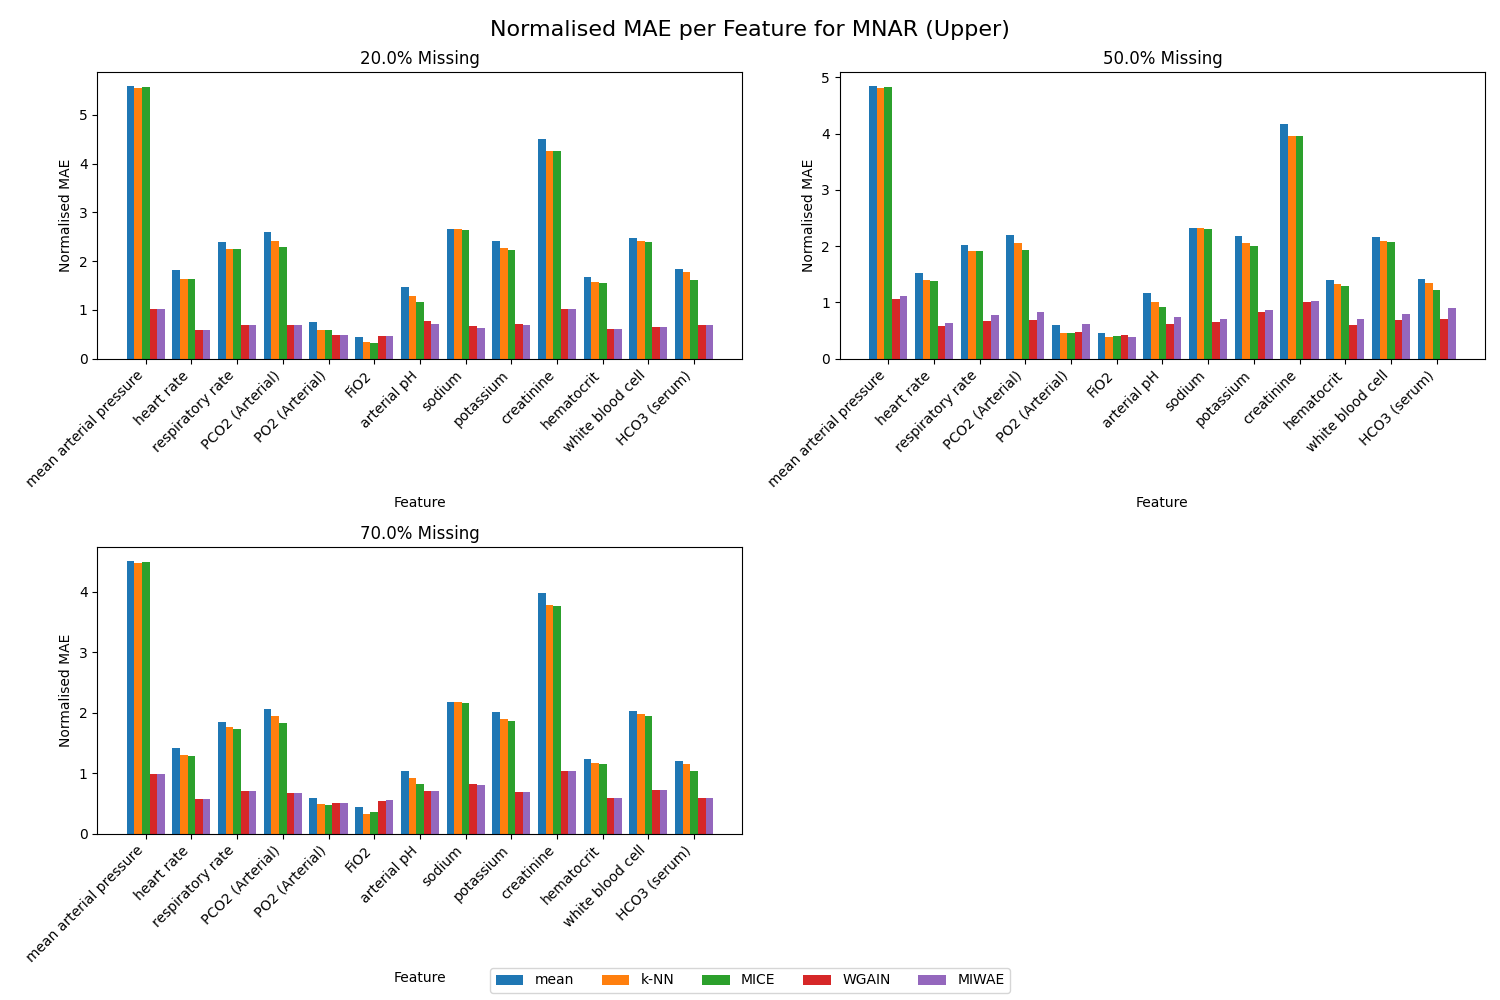 Normalised MAE per Feature for MNAR (Upper)
20.0% Missing
Normalised MAE
5
4
3
2
1
0
mean arterial pressure
heart rate
respiratory rate
PCO2 (Arterial)
PO2 (Arterial)
FiO2
arterial pH
sodium
potassium
creatinine
hematocrit
white blood cell
HCO3 (serum)
Feature
50.0% Missing
Normalised MAE
5
4
3
2
1
0
mean arterial pressure
heart rate
respiratory rate
PCO2 (Arterial)
PO2 (Arterial)
FiO2
arterial pH
sodium
potassium
creatinine
hematocrit
white blood cell
HCO3 (serum)
Feature
70.0% Missing
Normalised MAE
4
3
2
1
0
mean arterial pressure
heart rate
respiratory rate
PCO2 (Arterial)
PO2 (Arterial)
FiO2
arterial pH
sodium
potassium
creatinine
hematocrit
white blood cell
HCO3 (serum)
Feature
mean k-NN MICE WGAIN MIWAE